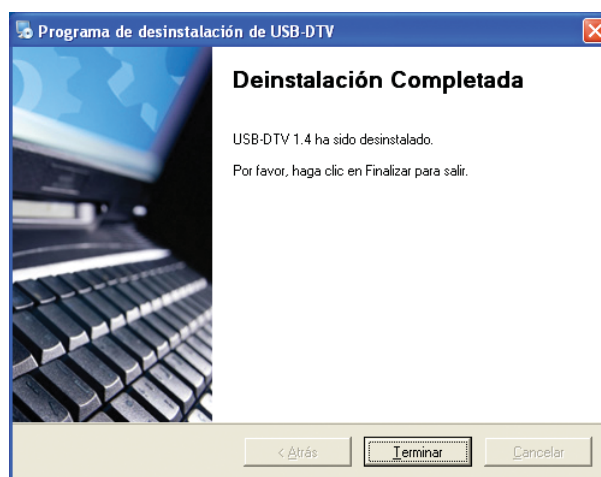 Programa de desinstalación de USB-DTV
Deinstalación Completada
USB-DTV 1.4 ha sido desinstalado.
Por favor, haga clic en Finalizar para salir.
< Atrás
Terminar
Cancelar